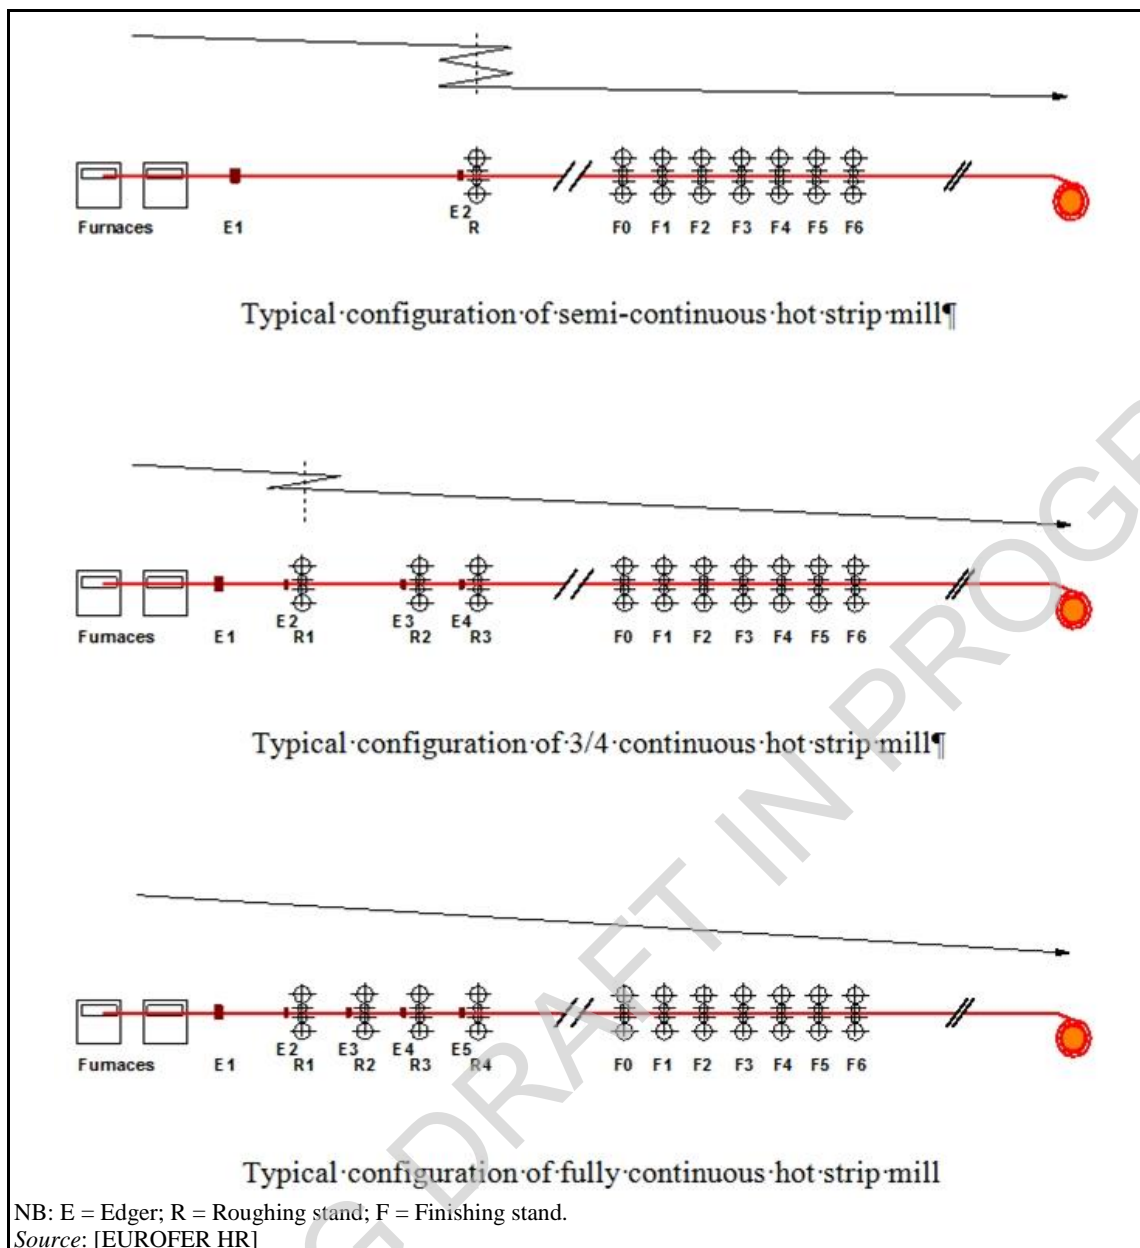 Furnaces E1 E2 R F0 F1 F2 F3 F4 F5 F6
Typical·configuration·of·semi-continuous·hot·strip·mill¶
Furnaces E1 E2 R1 E3 R2 E4 R3 F0 F1 F2 F3 F4 F5 F6
Typical·configuration·of·3/4·continuous·hot·strip·mill¶
Furnaces E1 E2 R1 E3 R2 E4 R3 E5 R4 F0 F1 F2 F3 F4 F5 F6
Typical·configuration·of·fully·continuous·hot·strip·mill
NB: E = Edger; R = Roughing stand; F = Finishing stand.
Source: [EUROFER HR]
G DRAFT IN PROGR